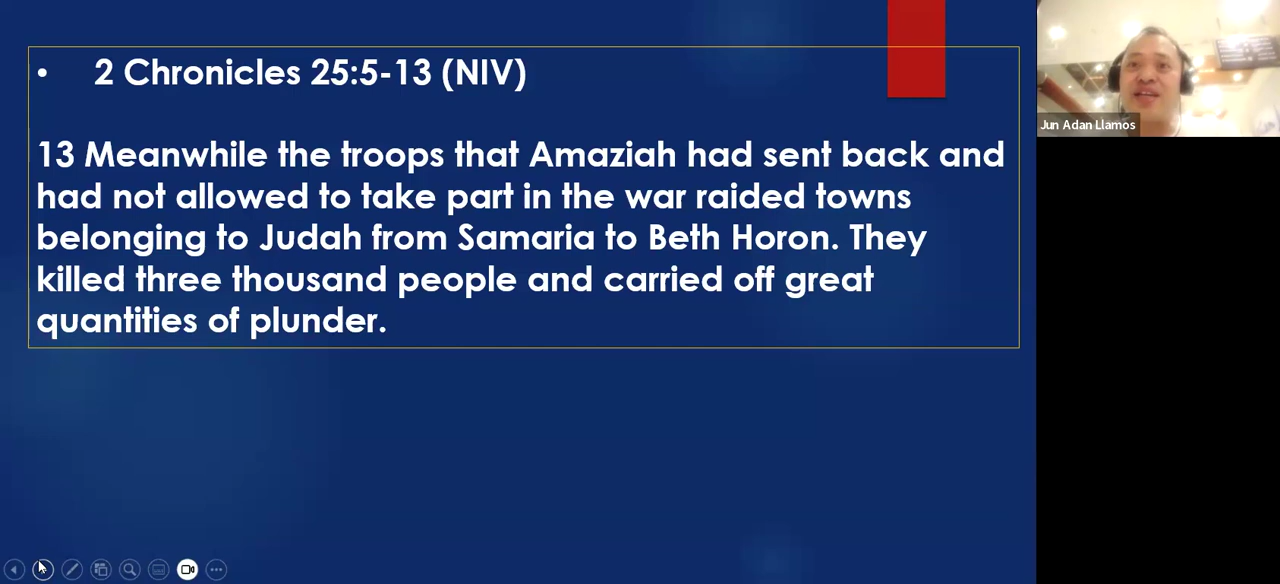 • 2 Chronicles 25:5-13 (NIV)
13 Meanwhile the troops that Amaziah had sent back and
had not allowed to take part in the war raided towns
belonging to Judah from Samaria to Beth Horon. They
killed three thousand people and carried off great
quantities of plunder.
Jun Adan Llamos